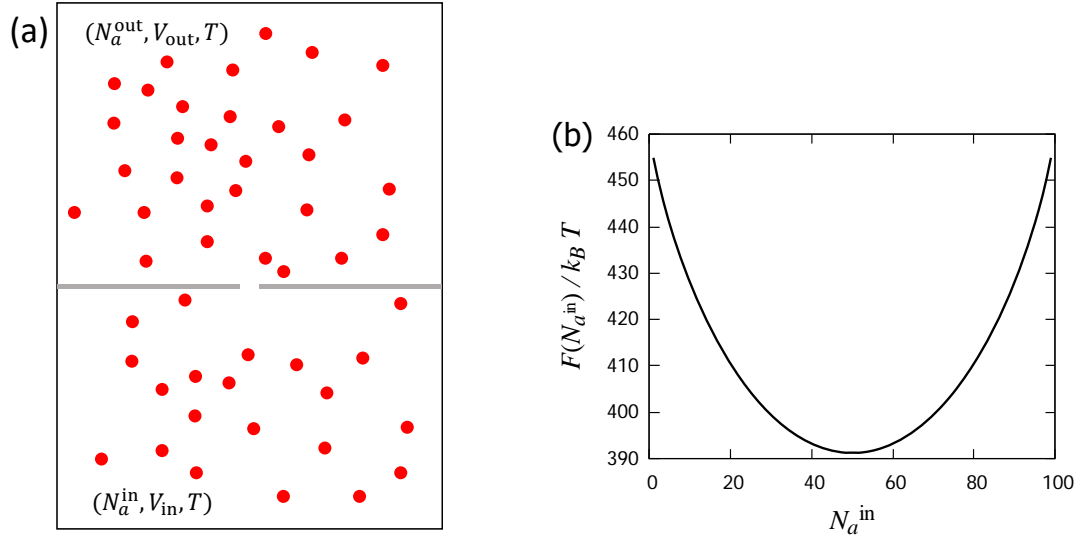 (a)
(N_a^out, V_out, T)
(N_a^in, V_in, T)
(b)
F(N_a^in) / k_B T
460
450
440
430
420
410
400
390
0 20 40 60 80 100
N_a^in